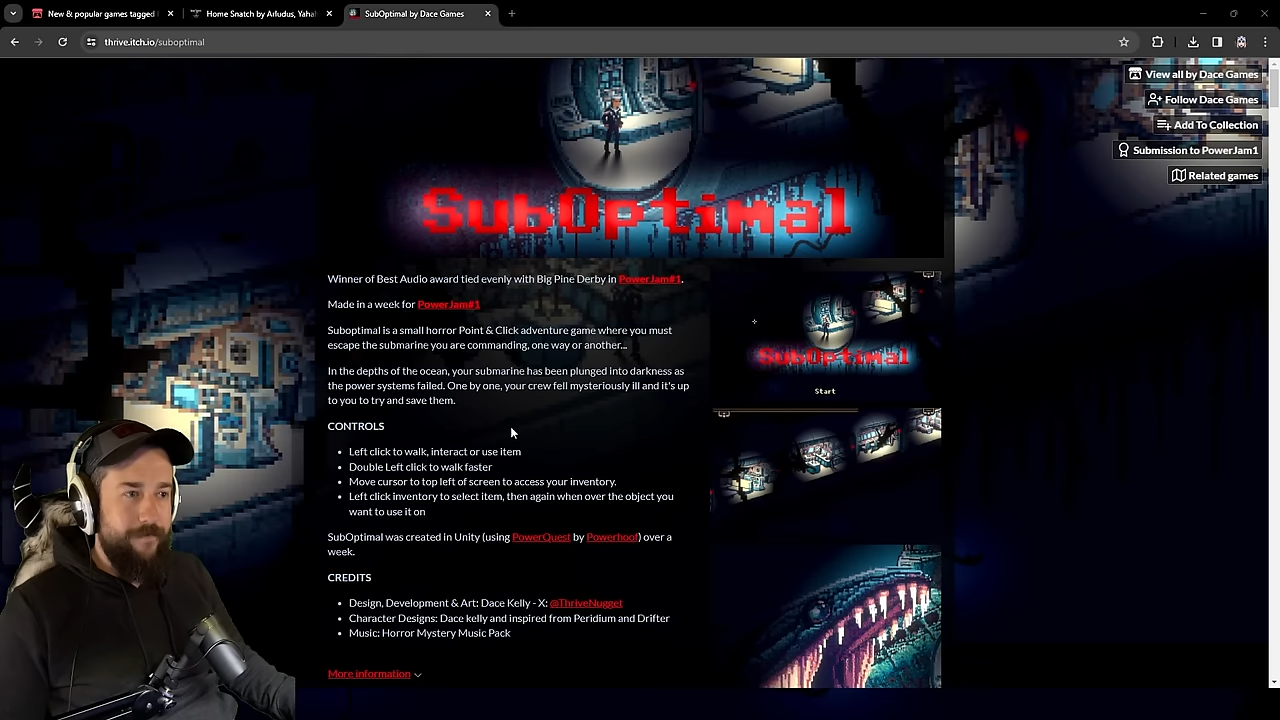 New & popular games tagged
Home Snatch by Arfudus, Yahal
SubOptimal by Dace Games
thrive.itch.io/suboptimal
View all by Dace Games
Follow Dace Games
Add To Collection
Submission to PowerJam1
Related games
SubOptimal
Winner of Best Audio award tied evenly with Big Pine Derby in PowerJam#1.
Made in a week for PowerJam#1
Suboptimal is a small horror Point & Click adventure game where you must
escape the submarine you are commanding, one way or another...
In the depths of the ocean, your submarine has been plunged into darkness as
the power systems failed. One by one, your crew fell mysteriously ill and it's up
to you to try and save them.
CONTROLS
• Left click to walk, interact or use item
• Double Left click to walk faster
• Move cursor to top left of screen to access your inventory.
• Left click inventory to select item, then again when over the object you
want to use it on
SubOptimal was created in Unity (using PowerQuest by Powerhoof) over a
week.
CREDITS
• Design, Development & Art: Dace Kelly - X: @ThriveNugget
• Character Designs: Dace kelly and inspired from Peridium and Drifter
• Music: Horror Mystery Music Pack
More information
SubOptimal
Start